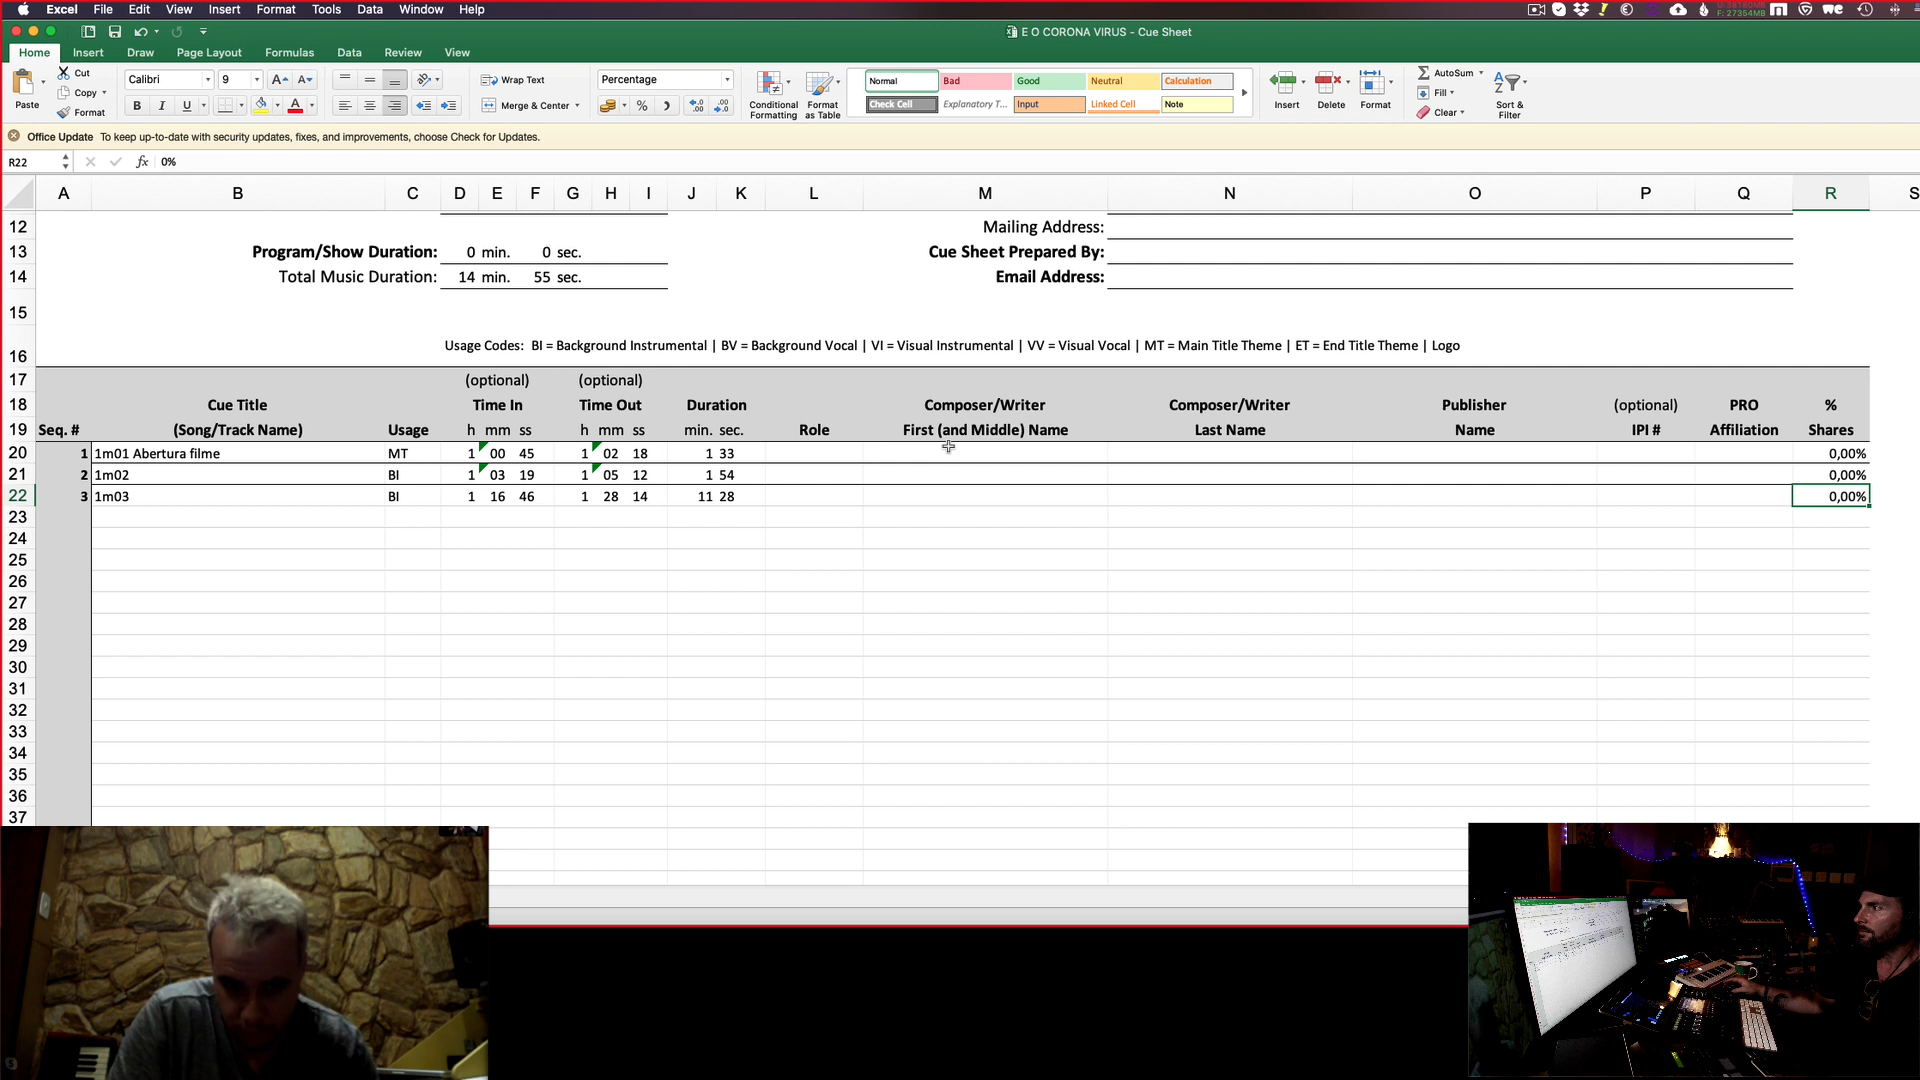 Excel File Edit View Insert Format Tools Data Window Help
E O CORONA VIRUS - Cue Sheet
Home Insert Draw Page Layout Formulas Data Review View
Paste Cut Copy Format
Calibri 9 A A
B I U A
Wrap Text
Merge & Center
Percentage
%
Conditional Formatting
Format as Table
Normal Bad Good Neutral Calculation
Check Cell Explanatory T... Input Linked Cell Note
Insert Delete Format
AutoSum
Fill
Clear
Sort & Filter
Office Update To keep up-to-date with security updates, fixes, and improvements, choose Check for Updates.
R22 fx 0%
A B C D E F G H I J K L M N O P Q R S
12 Mailing Address:
13 Program/Show Duration: 0 min. 0 sec. Cue Sheet Prepared By:
14 Total Music Duration: 14 min. 55 sec. Email Address:
15
16 Usage Codes: BI = Background Instrumental | BV = Background Vocal | VI = Visual Instrumental | VV = Visual Vocal | MT = Main Title Theme | ET = End Title Theme | Logo
17 (optional) (optional)
18 Cue Title Time In Time Out Duration Composer/Writer Composer/Writer Publisher (optional) PRO %
19 Seq. # (Song/Track Name) Usage h mm ss h mm ss min. sec. Role First (and Middle) Name Last Name Name IPI # Affiliation Shares
20 1 1m01 Abertura filme MT 1 00 45 1 02 18 1 33 0,00%
21 2 1m02 BI 1 03 19 1 05 12 1 54 0,00%
22 3 1m03 BI 1 16 46 1 28 14 11 28 0,00%
23
24
25
26
27
28
29
30
31
32
33
34
35
36
37